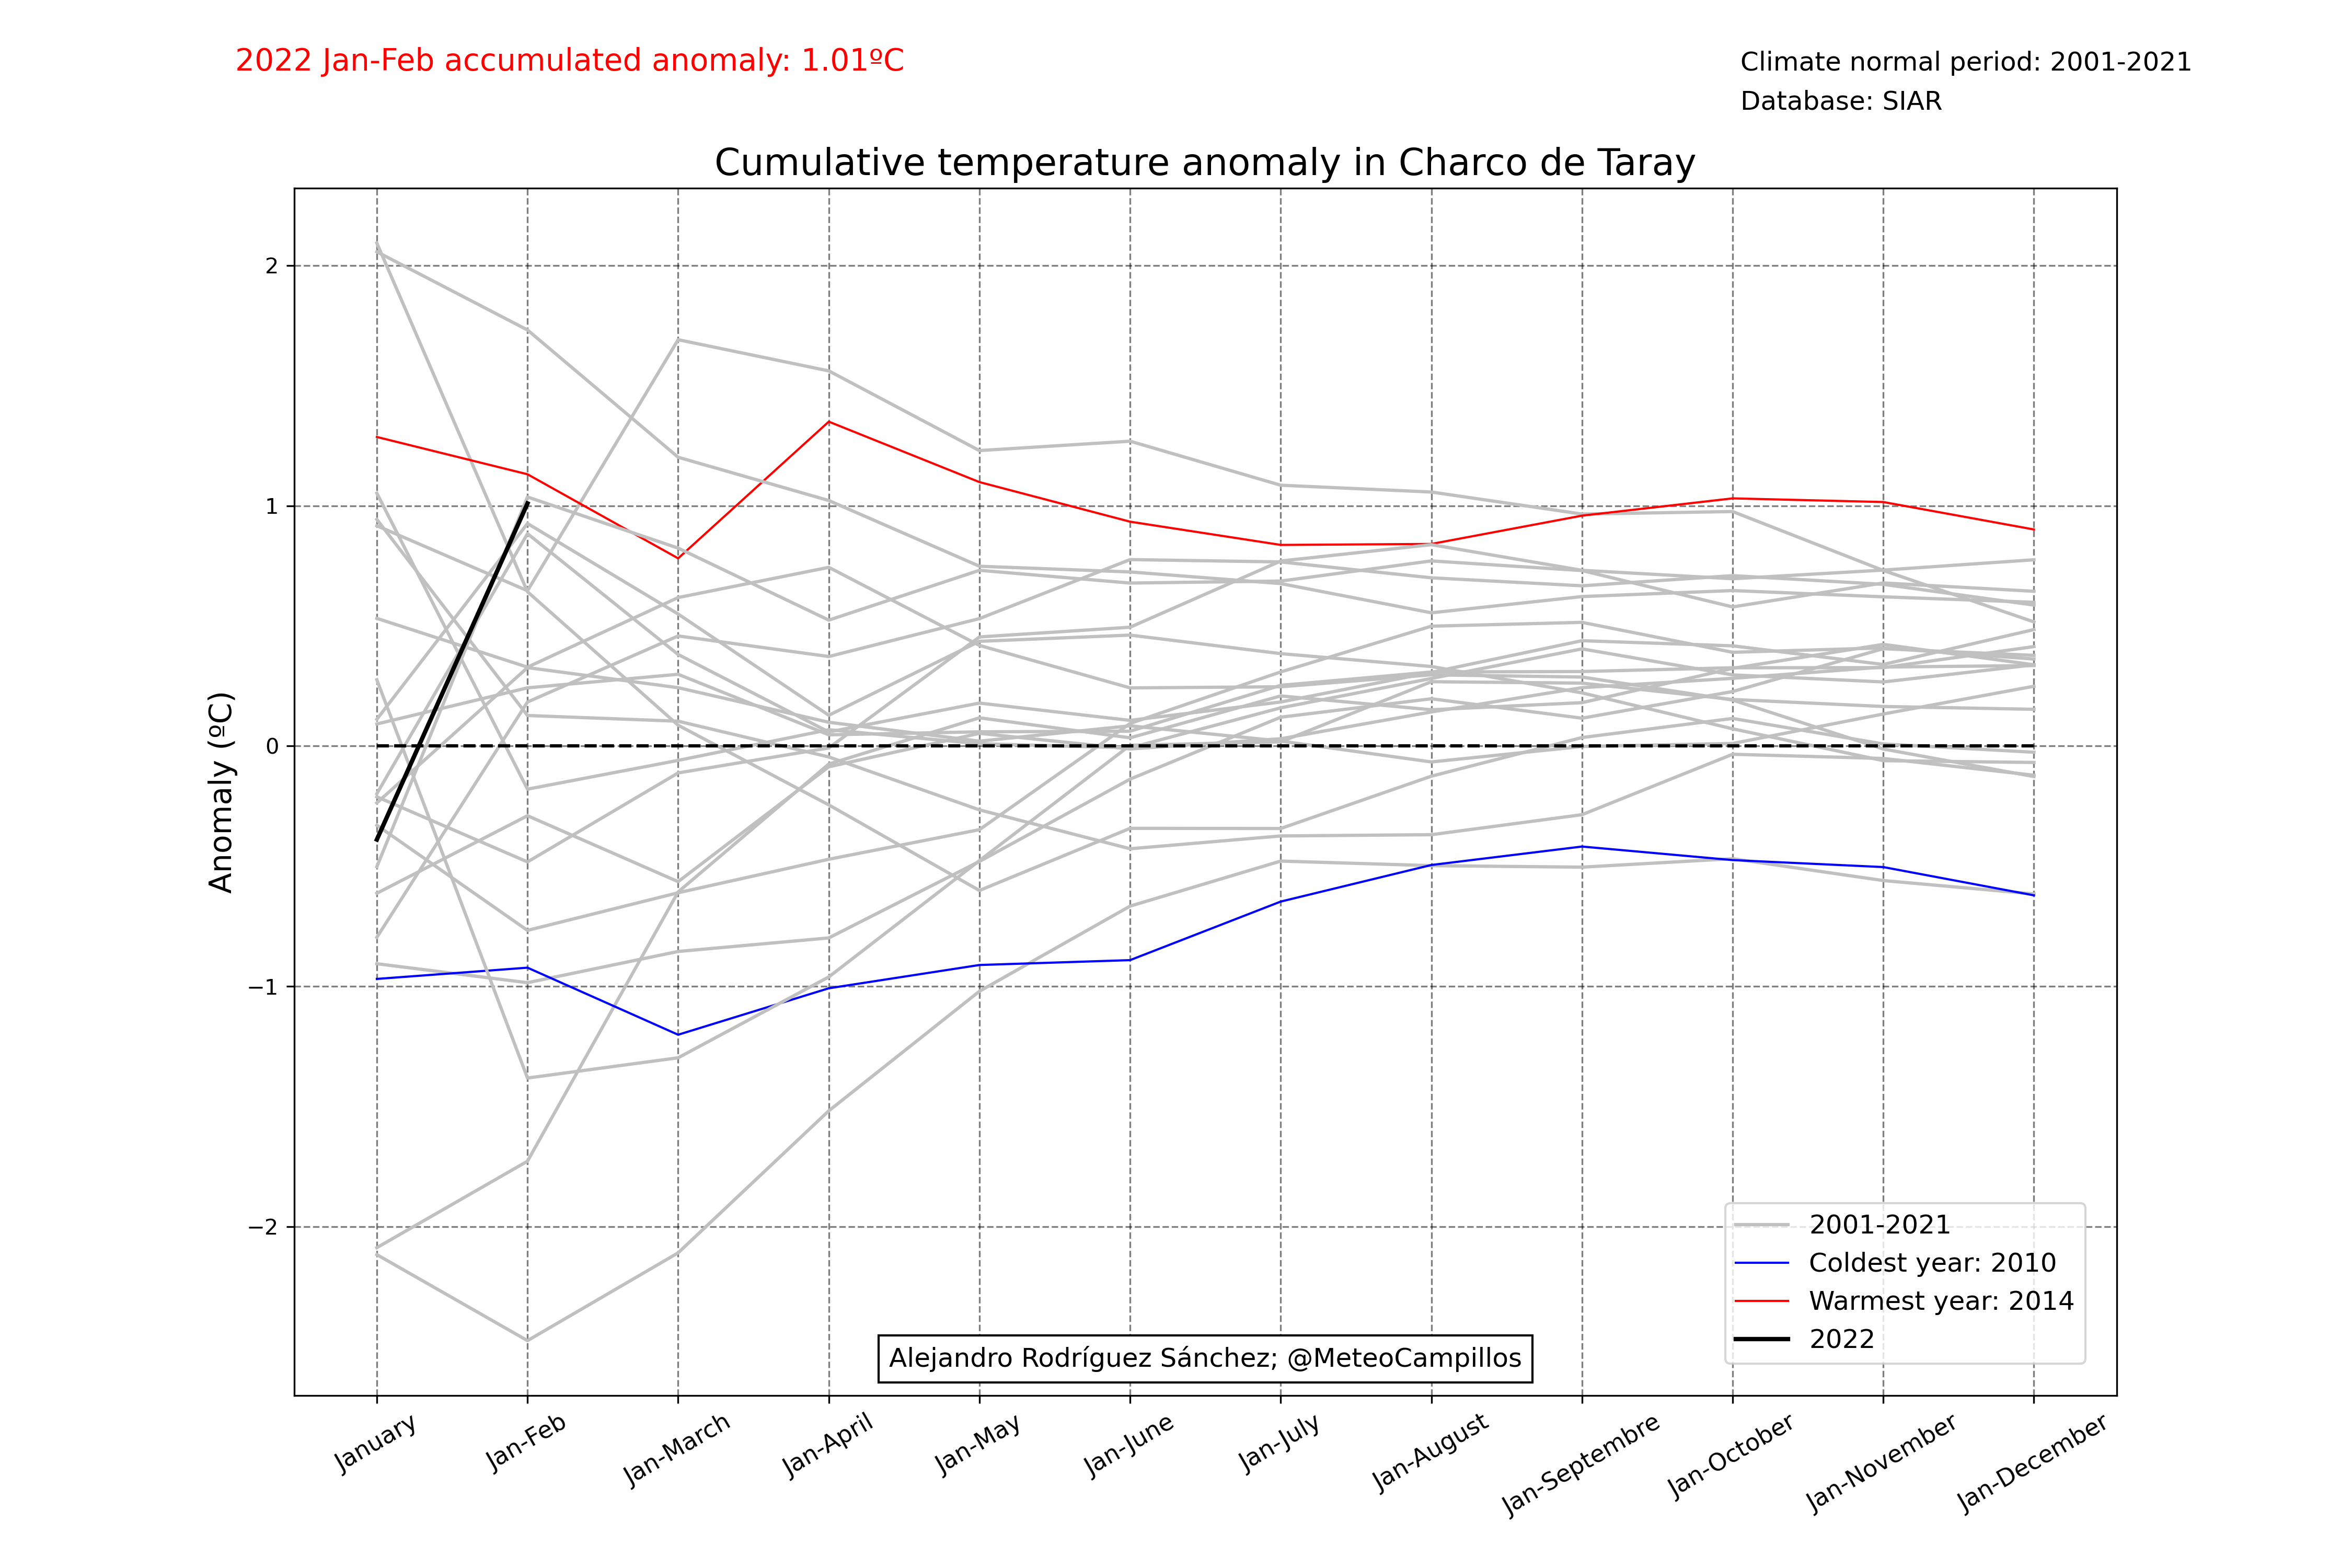 2022 Jan-Feb accumulated anomaly: 1.01ºC
Climate normal period: 2001-2021
Database: SIAR
Cumulative temperature anomaly in Charco de Taray
Anomaly (ºC)
2
1
0
−1
−2
2001-2021
Coldest year: 2010
Warmest year: 2014
2022
Alejandro Rodríguez Sánchez; @MeteoCampillos
January
Jan-Feb
Jan-March
Jan-April
Jan-May
Jan-June
Jan-July
Jan-August
Jan-Septembre
Jan-October
Jan-November
Jan-December